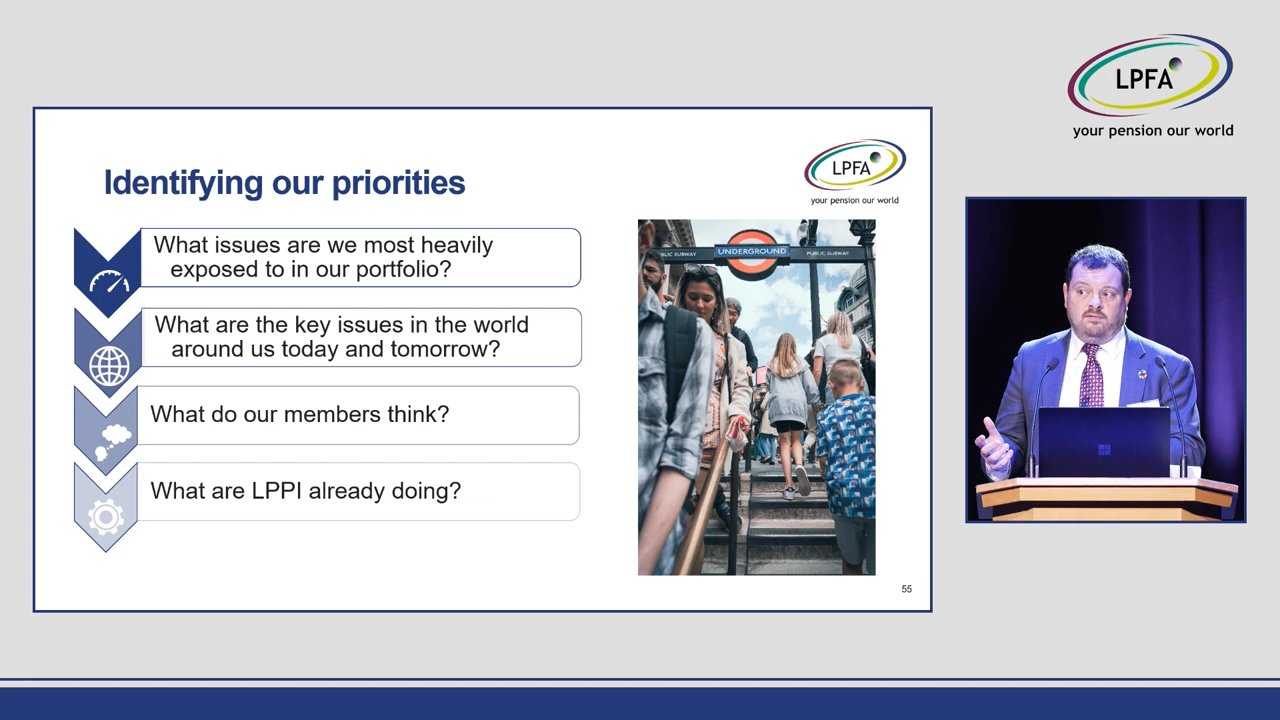 LPFA
your pension our world
Identifying our priorities
LPFA
your pension our world
What issues are we most heavily
exposed to in our portfolio?
What are the key issues in the world
around us today and tomorrow?
What do our members think?
What are LPPI already doing?
UNDERGROUND
PUBLIC SUBWAY
55